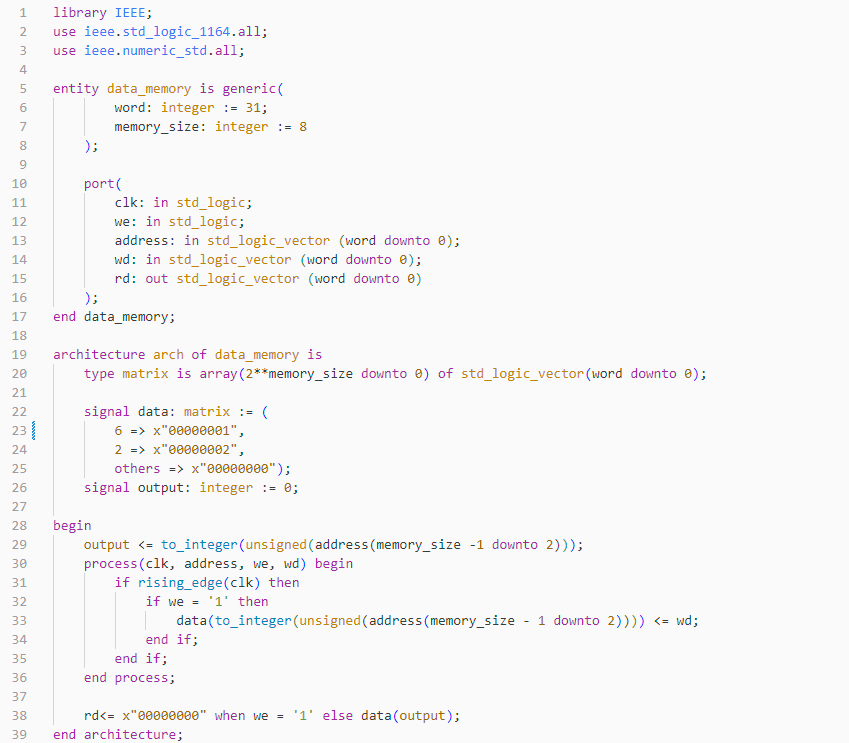 1 library IEEE;
2 use ieee.std_logic_1164.all;
3 use ieee.numeric_std.all;
4
5 entity data_memory is generic(
6 word: integer := 31;
7 memory_size: integer := 8
8 );
9
10 port(
11 clk: in std_logic;
12 we: in std_logic;
13 address: in std_logic_vector (word downto 0);
14 wd: in std_logic_vector (word downto 0);
15 rd: out std_logic_vector (word downto 0)
16 );
17 end data_memory;
18
19 architecture arch of data_memory is
20 type matrix is array(2**memory_size downto 0) of std_logic_vector(word downto 0);
21
22 signal data: matrix := (
23 6 => x"00000001",
24 2 => x"00000002",
25 others => x"00000000");
26 signal output: integer := 0;
27
28 begin
29 output <= to_integer(unsigned(address(memory_size -1 downto 2)));
30 process(clk, address, we, wd) begin
31 if rising_edge(clk) then
32 if we = '1' then
33 data(to_integer(unsigned(address(memory_size - 1 downto 2)))) <= wd;
34 end if;
35 end if;
36 end process;
37
38 rd<= x"00000000" when we = '1' else data(output);
39 end architecture;